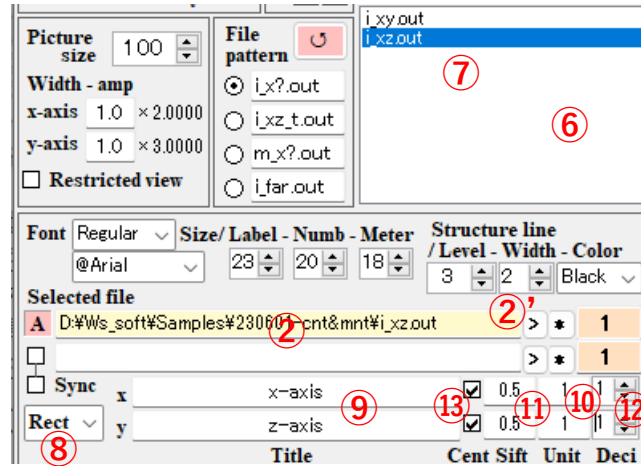 i_xy.out
i_xz.out
⑦
⑥
Picture size 100
Width - amp
x-axis 1.0 × 2.0000
y-axis 1.0 × 3.0000
Restricted view
File pattern ↺
i_x?.out
i_xz_t.out
m_x?.out
i_far.out
Font Regular Size/ Label - Numb - Meter
@Arial 23 20 18
Structure line
/ Level - Width - Color
3 2 Black
②’
Selected file
A D:¥Ws_soft¥Samples¥230601-cnt&mnt¥i_xz.out > * 1
②
> * 1
Sync x x-axis 0.5 1 1
⑨ ⑬ ⑪ ⑩ ⑫
Rect y z-axis 0.5 1 1
⑧
Title Cent Sift Unit Deci